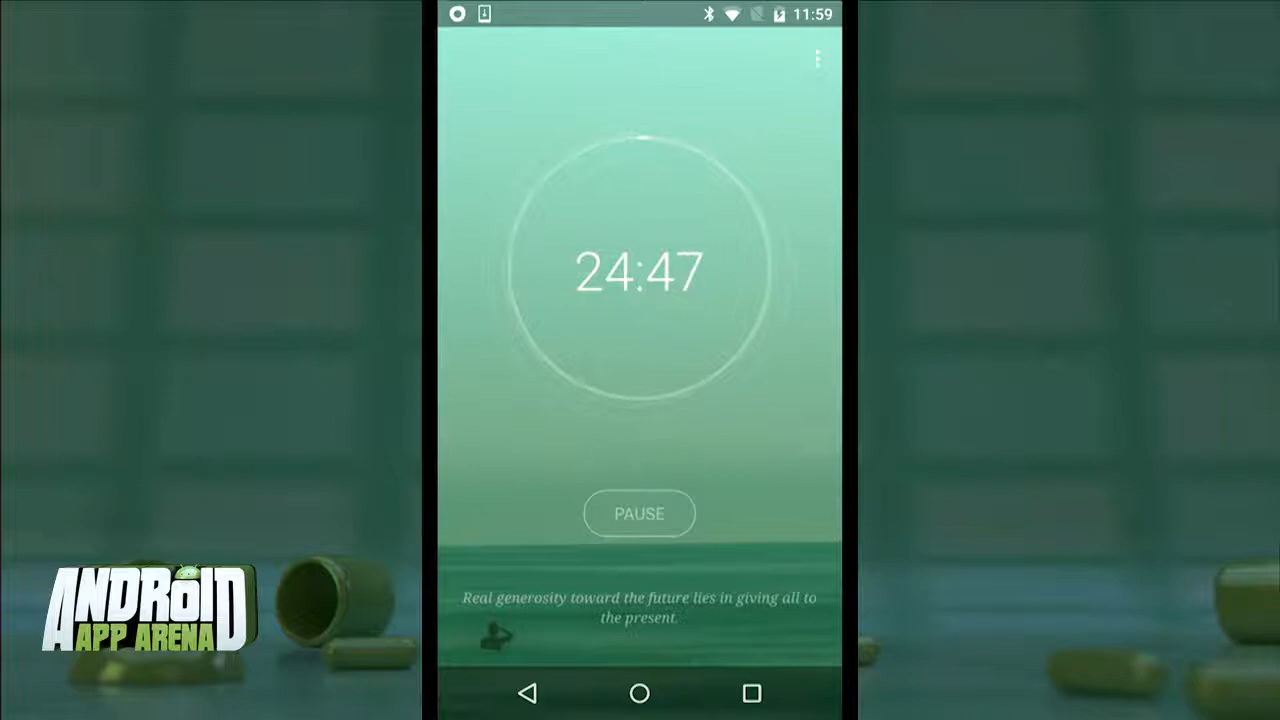 11:59
24:47
PAUSE
Real generosity toward the future lies in giving all to
the present.
ANDROID
APP ARENA